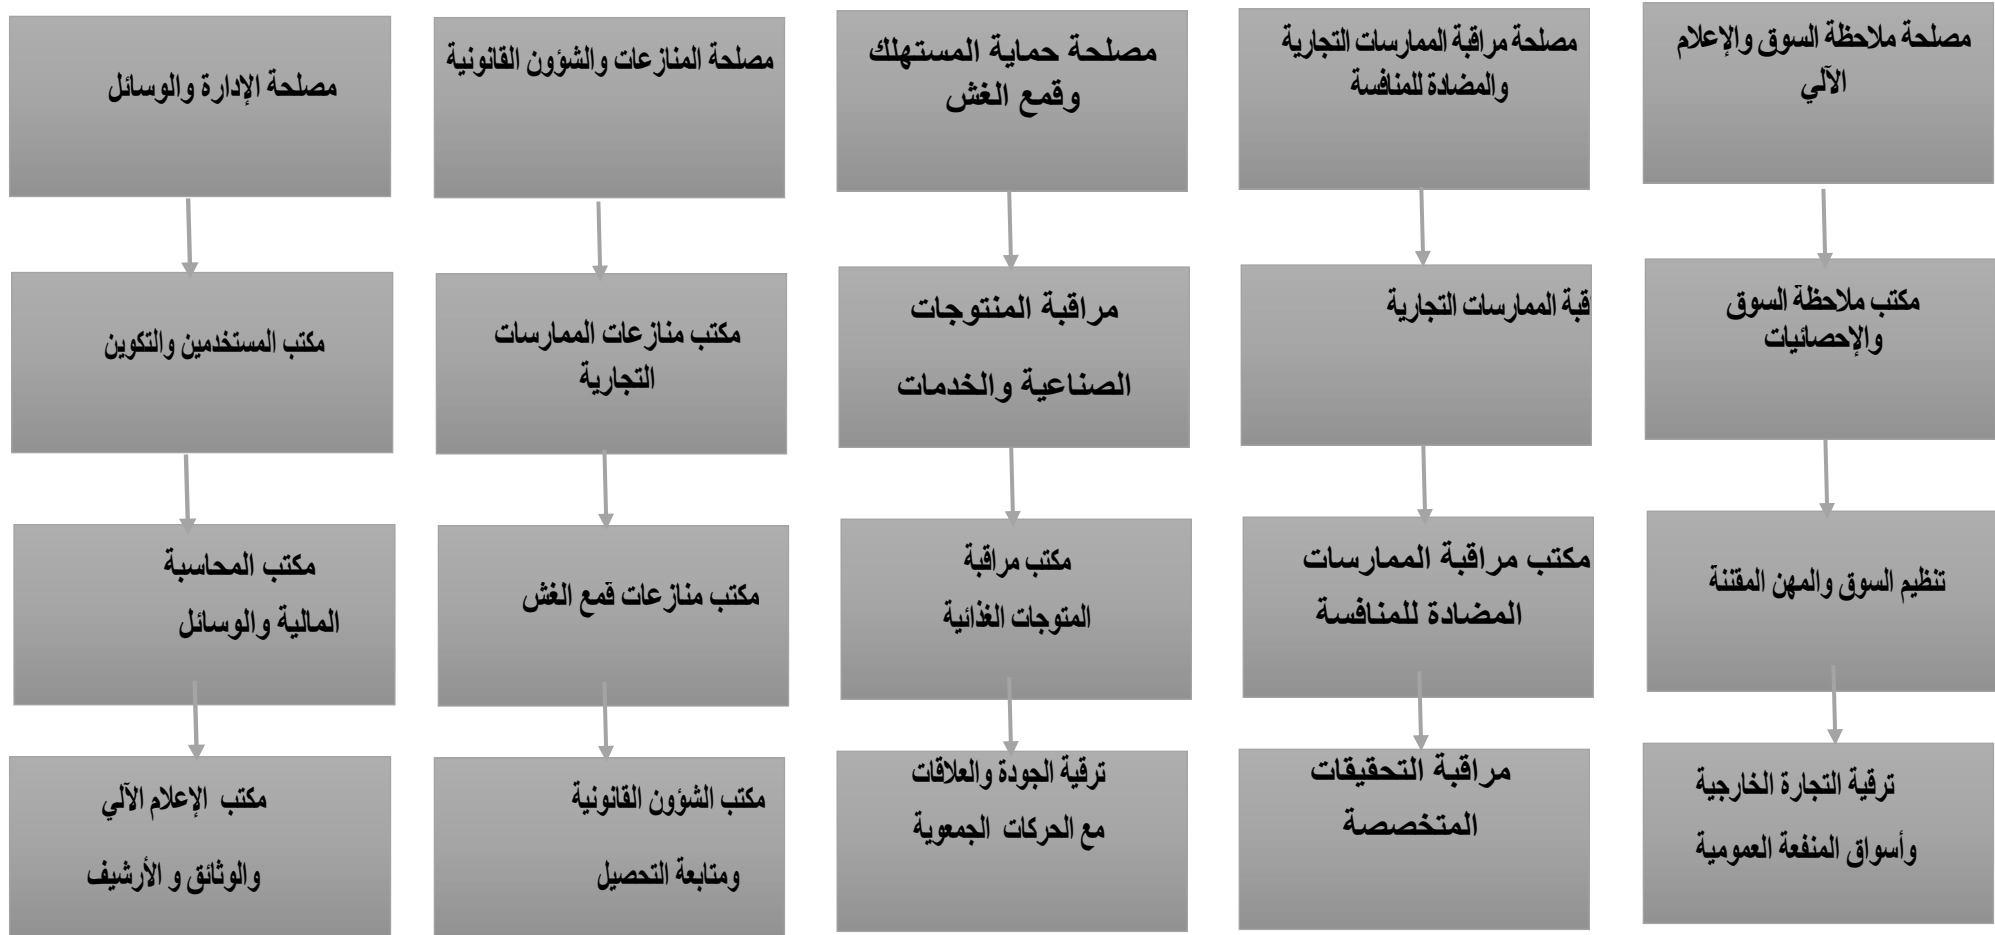 مصلحة ملاحظة السوق والإعلام
الآلي
مصلحة مراقبة الممارسات التجارية
والمضادة للمنافسة
مصلحة حماية المستهلك
وقمع الغش
مصلحة المنازعات والشؤون القانونية
مصلحة الإدارة والوسائل
مكتب ملاحظة السوق
والإحصائيات
قبة الممارسات التجارية
مراقبة المنتوجات
الصناعية والخدمات
مكتب منازعات الممارسات
التجارية
مكتب المستخدمين والتكوين
تنظيم السوق والمهن المقننة
مكتب مراقبة الممارسات
المضادة للمنافسة
مكتب مراقبة
المتوجات الغذائية
مكتب منازعات قمع الغش
مكتب المحاسبة
المالية والوسائل
ترقية التجارة الخارجية
وأسواق المنفعة العمومية
مراقبة التحقيقات
المتخصصة
ترقية الجودة والعلاقات
مع الحركات الجمعوية
مكتب الشؤون القانونية
ومتابعة التحصيل
مكتب الإعلام الآلي
والوثائق و الأرشيف